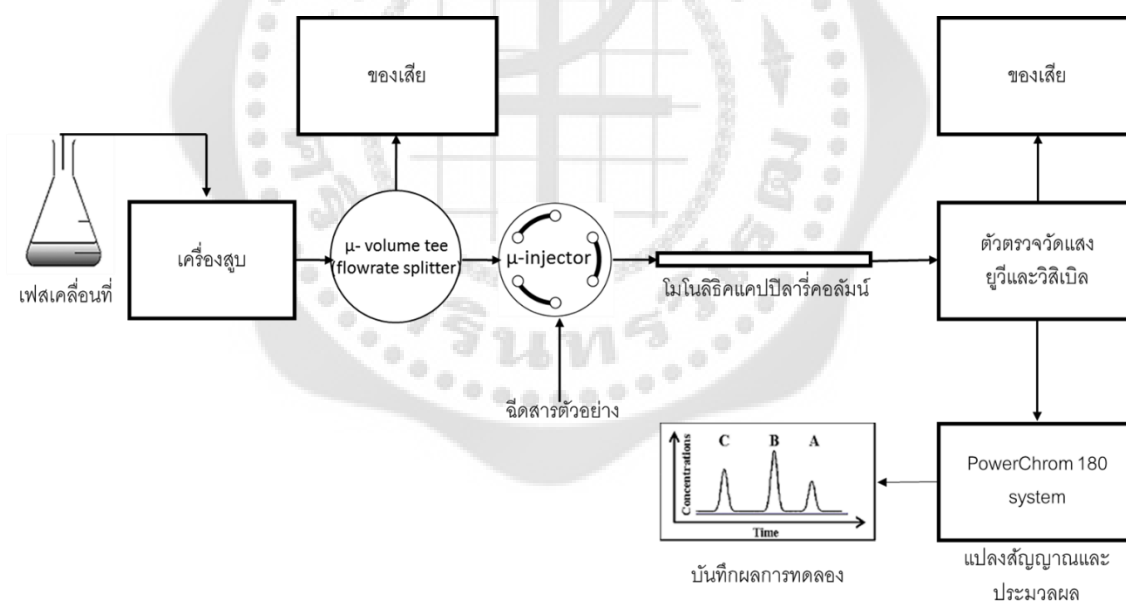 ของเสีย
ของเสีย
เฟสเคลื่อนที่
เครื่องสูบ
μ- volume tee
(flowrate splitter)
μ-injector
โมโนลิธิคแคปปิลารี่คอลัมน์
ตัวตรวจวัดแสง
ยูวีและวิสิเบิล
ฉีดสารตัวอย่าง
Concentrations
C B A
Time
บันทึกผลการทดลอง
PowerChrom 180
system
แปลงสัญญาณและ
ประมวลผล